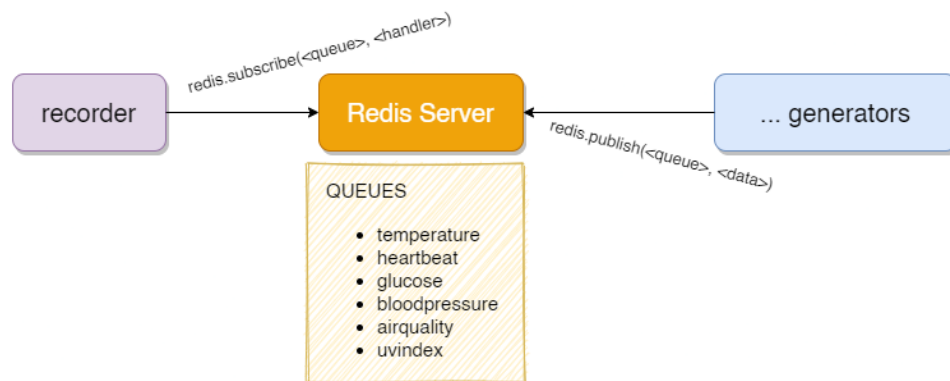 redis.subscribe(<queue>, <handler>)
recorder
Redis Server
... generators
redis.publish(<queue>, <data>)
QUEUES
• temperature
• heartbeat
• glucose
• bloodpressure
• airquality
• uvindex